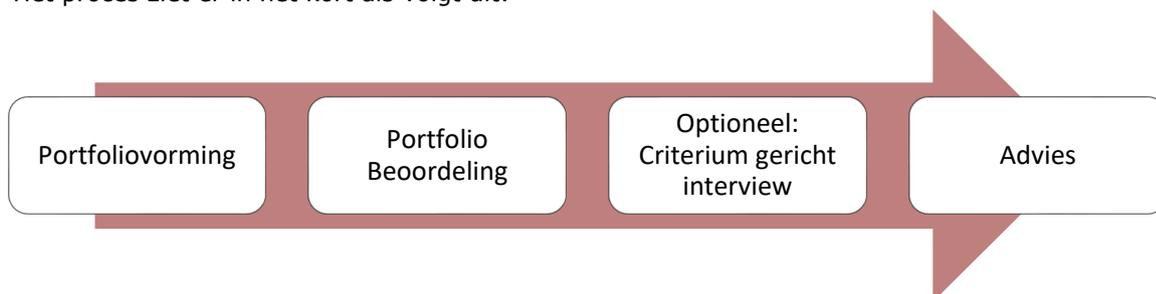 Het proces ziet er in het kort als volgt uit:
Portfoliovorming
Portfolio
Beoordeling
Optioneel:
Criterium gericht
interview
Advies